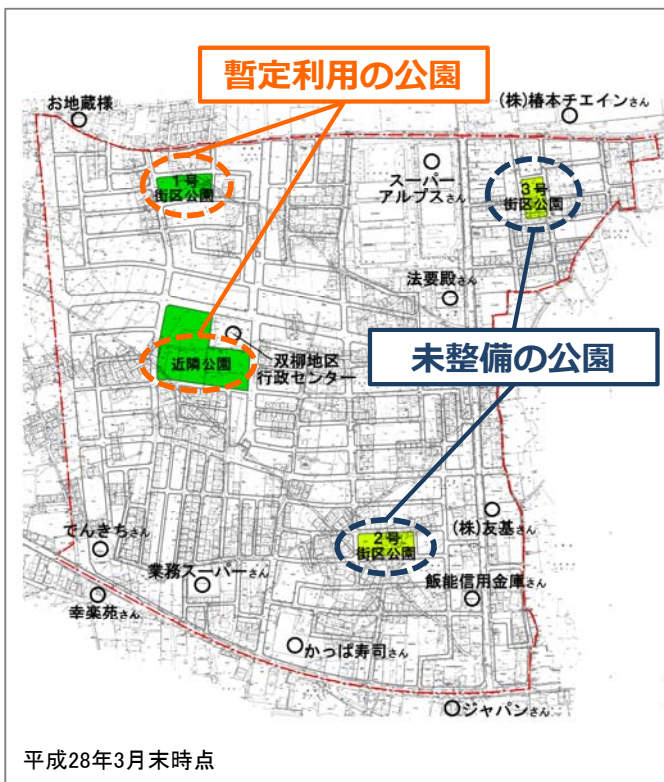 暫定利用の公園
お地蔵様
(株)椿本チエインさん
1号
街区公園
スーパー
アルプスさん
3号
街区公園
法要殿さん
近隣公園
双柳地区
行政センター
未整備の公園
でんきちさん
業務スーパーさん
2号
街区公園
(株)友基さん
飯能信用金庫さん
幸楽苑さん
かっぱ寿司さん
ジャパンさん
平成28年3月末時点